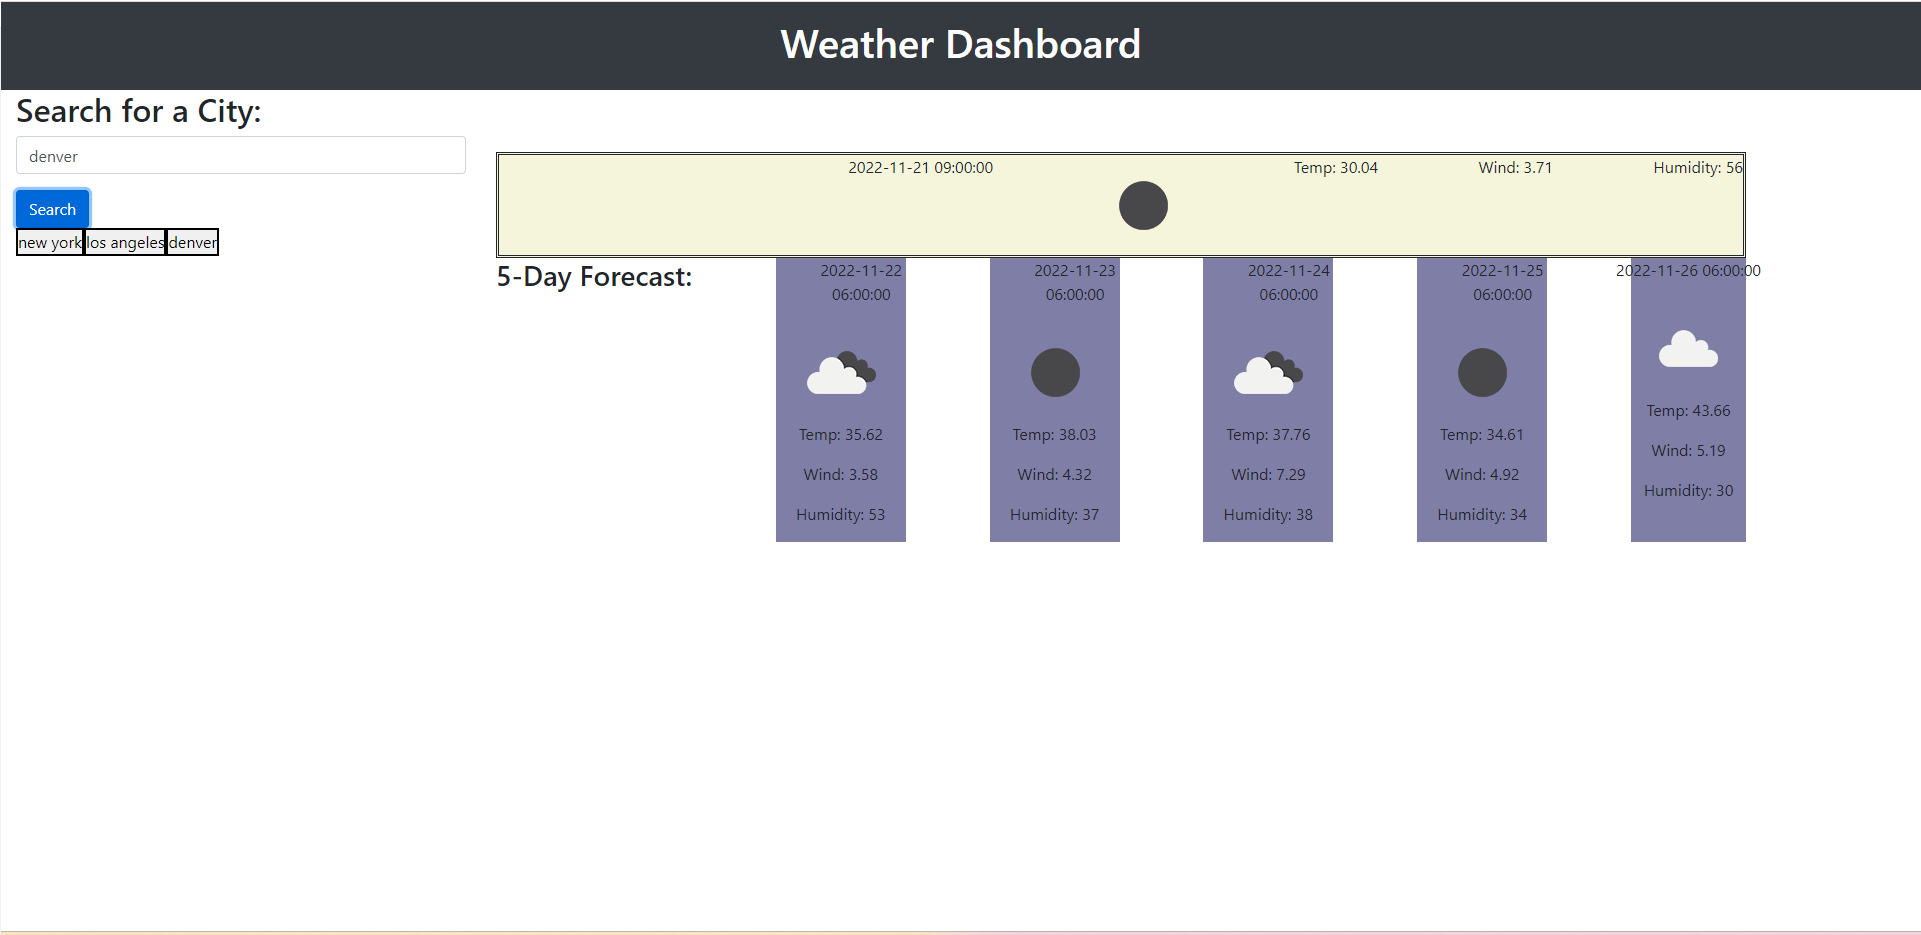 Weather Dashboard
Search for a City:
denver
Search
new york los angeles denver
2022-11-21 09:00:00 Temp: 30.04 Wind: 3.71 Humidity: 56
5-Day Forecast:
2022-11-22
06:00:00
Temp: 35.62
Wind: 3.58
Humidity: 53
2022-11-23
06:00:00
Temp: 38.03
Wind: 4.32
Humidity: 37
2022-11-24
06:00:00
Temp: 37.76
Wind: 7.29
Humidity: 38
2022-11-25
06:00:00
Temp: 34.61
Wind: 4.92
Humidity: 34
2022-11-26 06:00:00
Temp: 43.66
Wind: 5.19
Humidity: 30